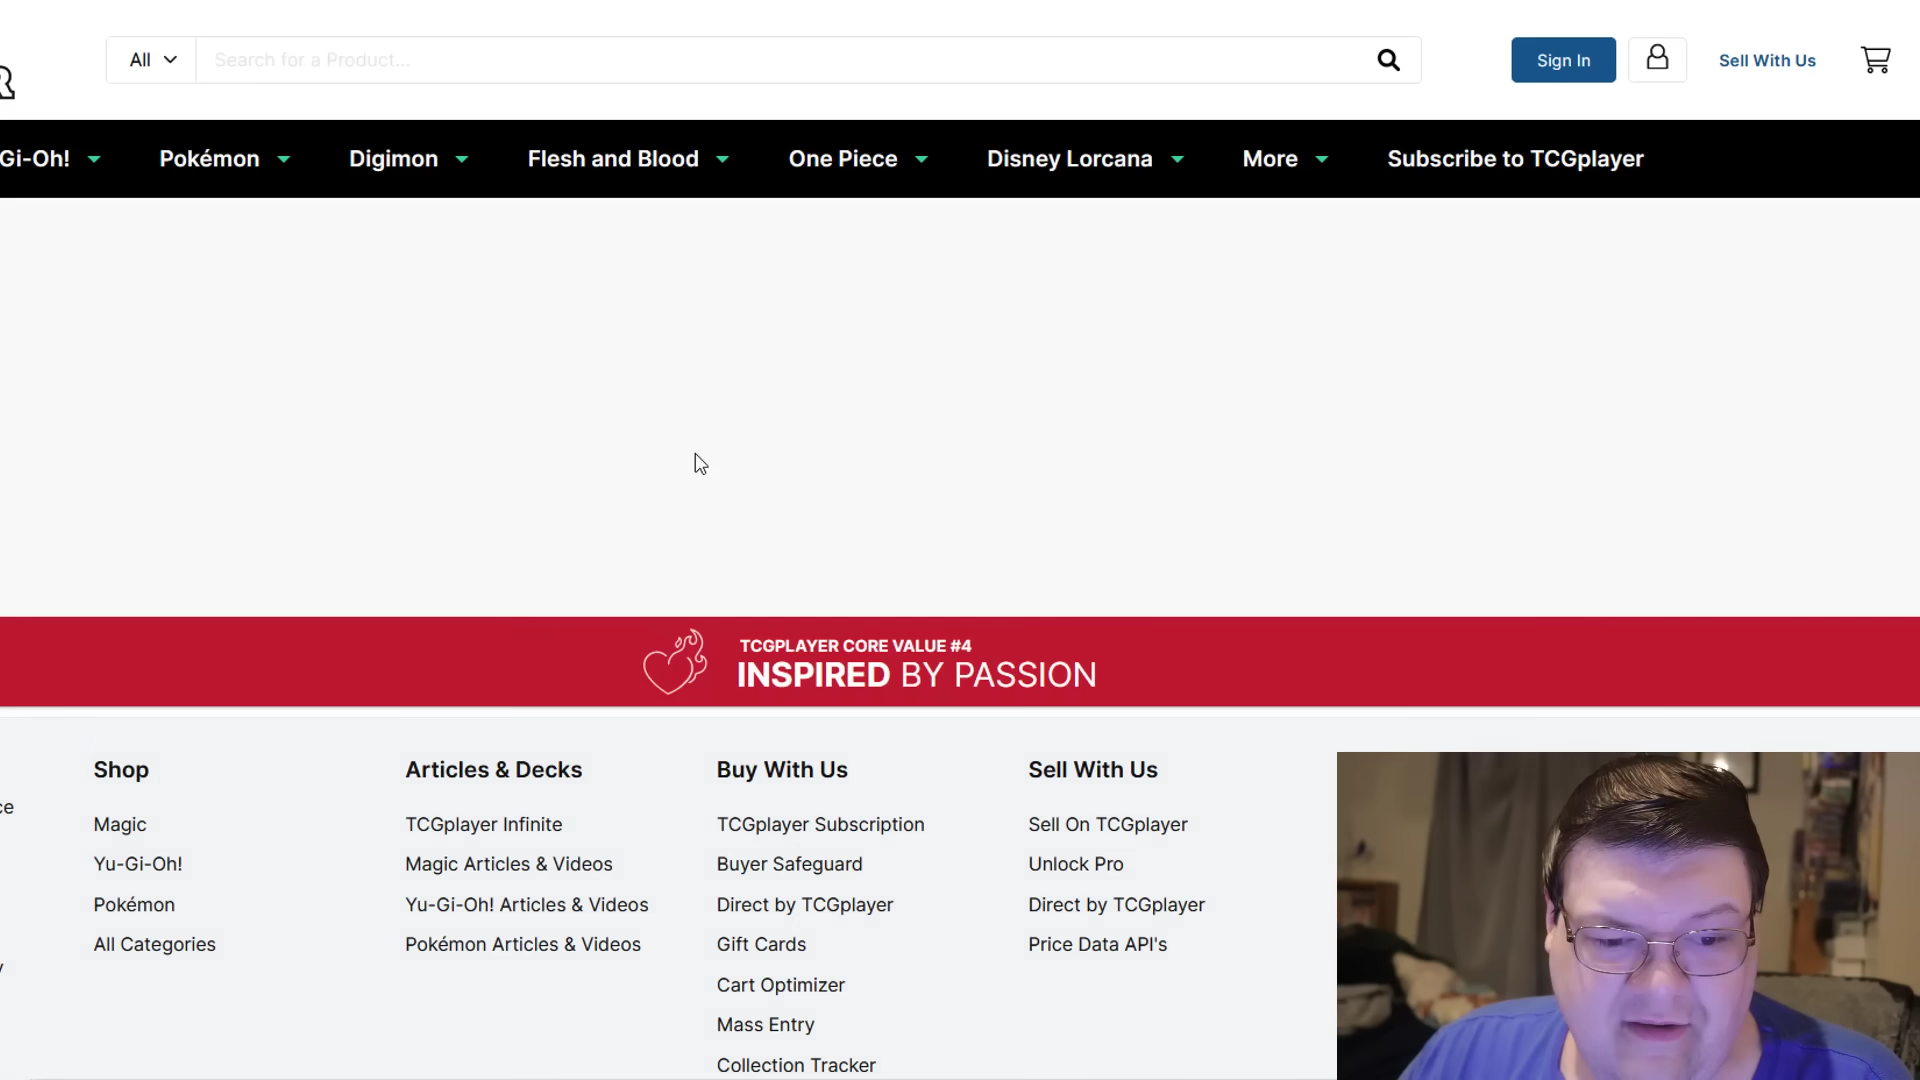 R
All
Search for a Product...
Sign In
Sell With Us
Gi-Oh!
Pokémon
Digimon
Flesh and Blood
One Piece
Disney Lorcana
More
Subscribe to TCGplayer
TCGPLAYER CORE VALUE #4
INSPIRED BY PASSION
ce
y
Shop
Magic
Yu-Gi-Oh!
Pokémon
All Categories
Articles & Decks
TCGplayer Infinite
Magic Articles & Videos
Yu-Gi-Oh! Articles & Videos
Pokémon Articles & Videos
Buy With Us
TCGplayer Subscription
Buyer Safeguard
Direct by TCGplayer
Gift Cards
Cart Optimizer
Mass Entry
Collection Tracker
Sell With Us
Sell On TCGplayer
Unlock Pro
Direct by TCGplayer
Price Data API's